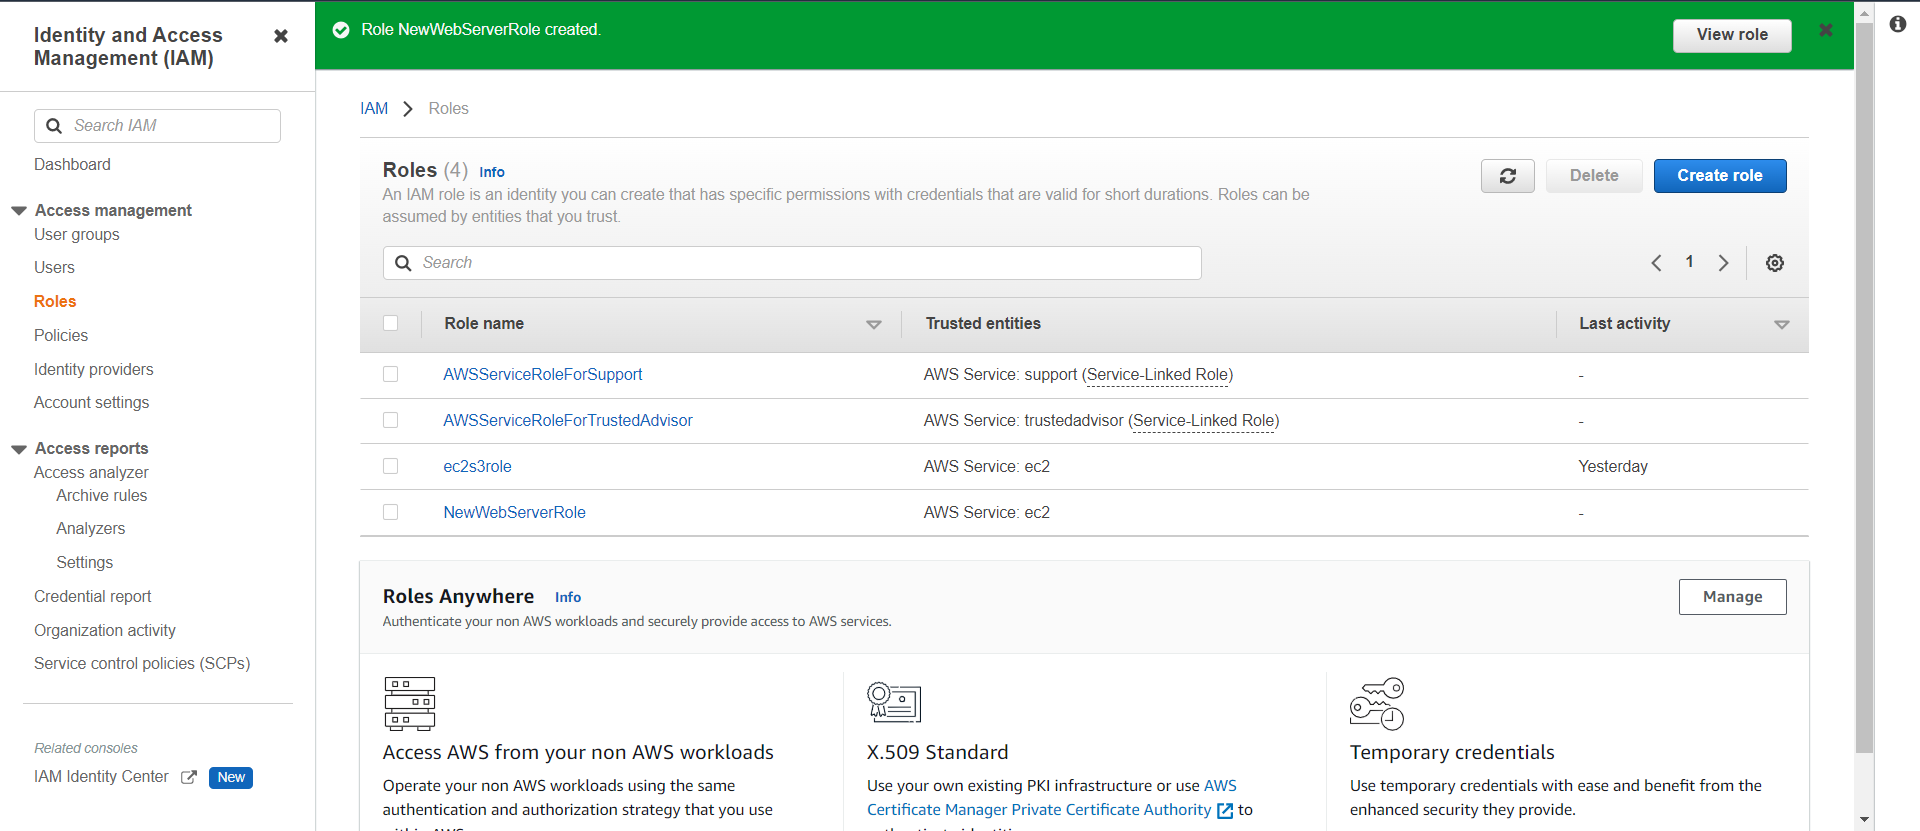 Identity and Access
Management (IAM)
Search IAM
Dashboard
Access management
User groups
Users
Roles
Policies
Identity providers
Account settings
Access reports
Access analyzer
Archive rules
Analyzers
Settings
Credential report
Organization activity
Service control policies (SCPs)
Related consoles
IAM Identity Center New
Role NewWebServerRole created.
View role
IAM Roles
Roles (4) Info
An IAM role is an identity you can create that has specific permissions with credentials that are valid for short durations. Roles can be
assumed by entities that you trust.
Delete
Create role
Search
1
Role name Trusted entities Last activity
AWSServiceRoleForSupport AWS Service: support (Service-Linked Role) -
AWSServiceRoleForTrustedAdvisor AWS Service: trustedadvisor (Service-Linked Role) -
ec2s3role AWS Service: ec2 Yesterday
NewWebServerRole AWS Service: ec2 -
Roles Anywhere Info
Authenticate your non AWS workloads and securely provide access to AWS services.
Manage
Access AWS from your non AWS workloads
Operate your non AWS workloads using the same
authentication and authorization strategy that you use
within AWS
X.509 Standard
Use your own existing PKI infrastructure or use AWS
Certificate Manager Private Certificate Authority to
Temporary credentials
Use temporary credentials with ease and benefit from the
enhanced security they provide.